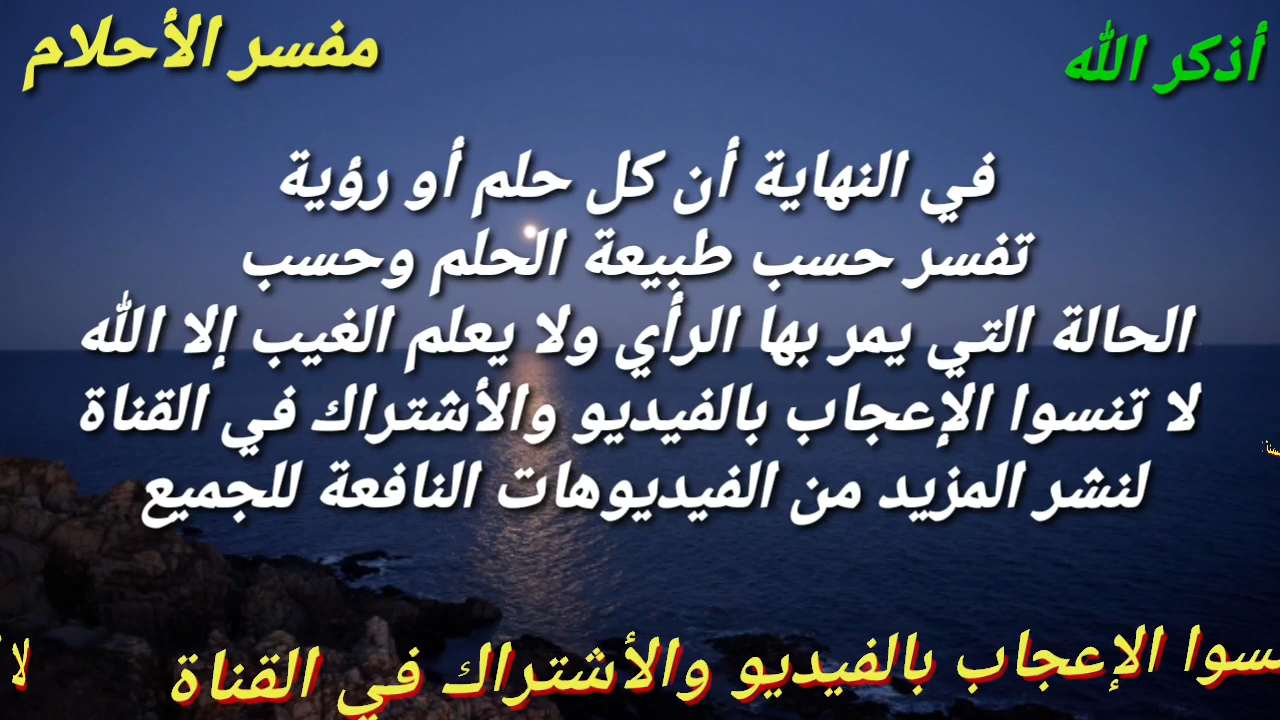 أذكر الله
مفسر الأحلام
في النهاية أن كل حلم أو رؤية
تفسر حسب طبيعة الحلم وحسب
الحالة التي يمر بها الرأي ولا يعلم الغيب إلا الله
لا تنسوا الإعجاب بالفيديو والأشتراك في القناة
لنشر المزيد من الفيديوهات النافعة للجميع
سوا الإعجاب بالفيديو والأشتراك في القناة لا